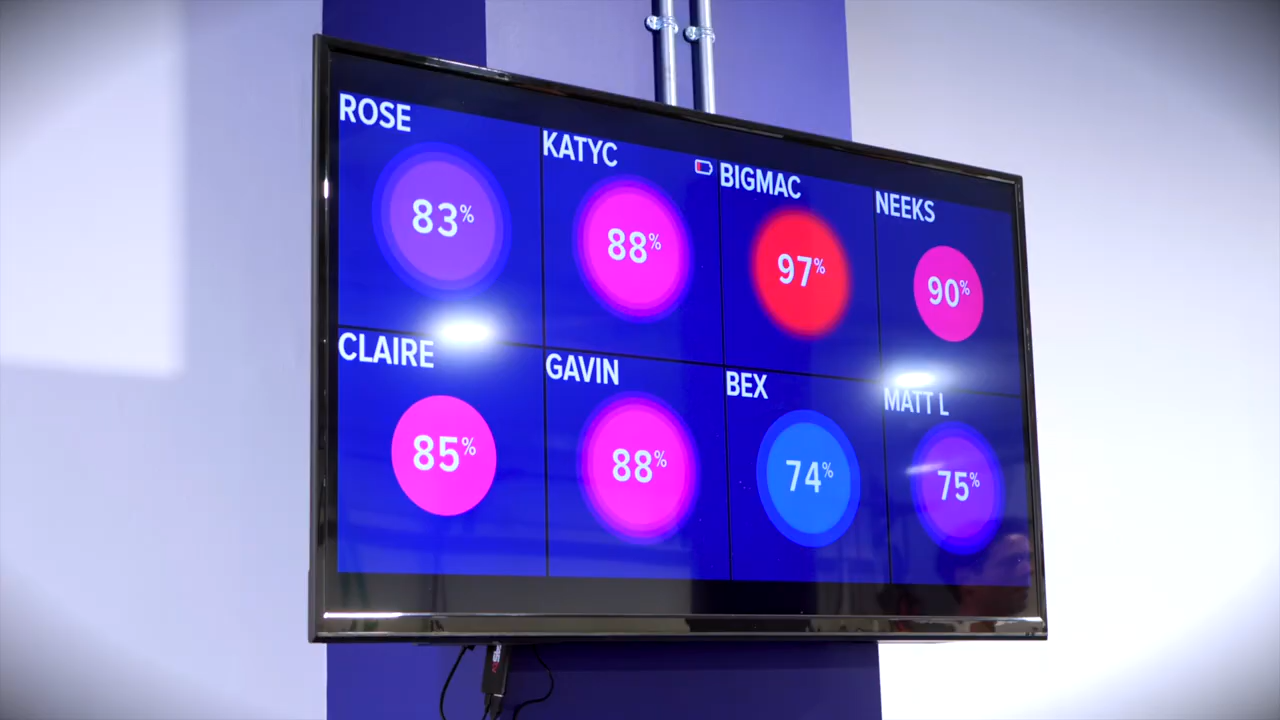 ROSE
83%
KATYC
88%
BIGMAC
97%
NEEKS
90%
CLAIRE
85%
GAVIN
88%
BEX
74%
MATT L
75%